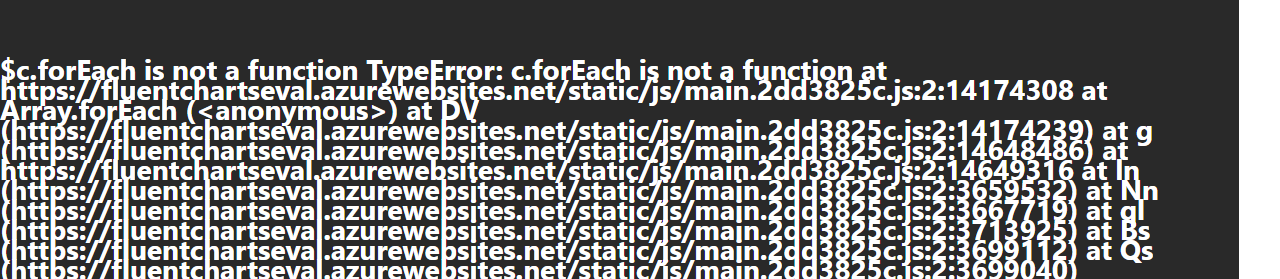 $c.forEach is not a function TypeError: c.forEach is not a function at
https://fluentchartseval.azurewebsites.net/static/js/main.2dd3825c.js:2:14174308 at
Array.forEach (<anonymous>) at DV
(https://fluentchartseval.azurewebsites.net/static/js/main.2dd3825c.js:2:14174239) at g
(https://fluentchartseval.azurewebsites.net/static/js/main.2dd3825c.js:2:14648486) at
https://fluentchartseval.azurewebsites.net/static/js/main.2dd3825c.js:2:14649316 at In
(https://fluentchartseval.azurewebsites.net/static/js/main.2dd3825c.js:2:3659532) at Nn
(https://fluentchartseval.azurewebsites.net/static/js/main.2dd3825c.js:2:3667719) at gl
(https://fluentchartseval.azurewebsites.net/static/js/main.2dd3825c.js:2:3713925) at Bs
(https://fluentchartseval.azurewebsites.net/static/js/main.2dd3825c.js:2:3699112) at Qs
(https://fluentchartseval.azurewebsites.net/static/js/main.2dd3825c.js:2:3699040)